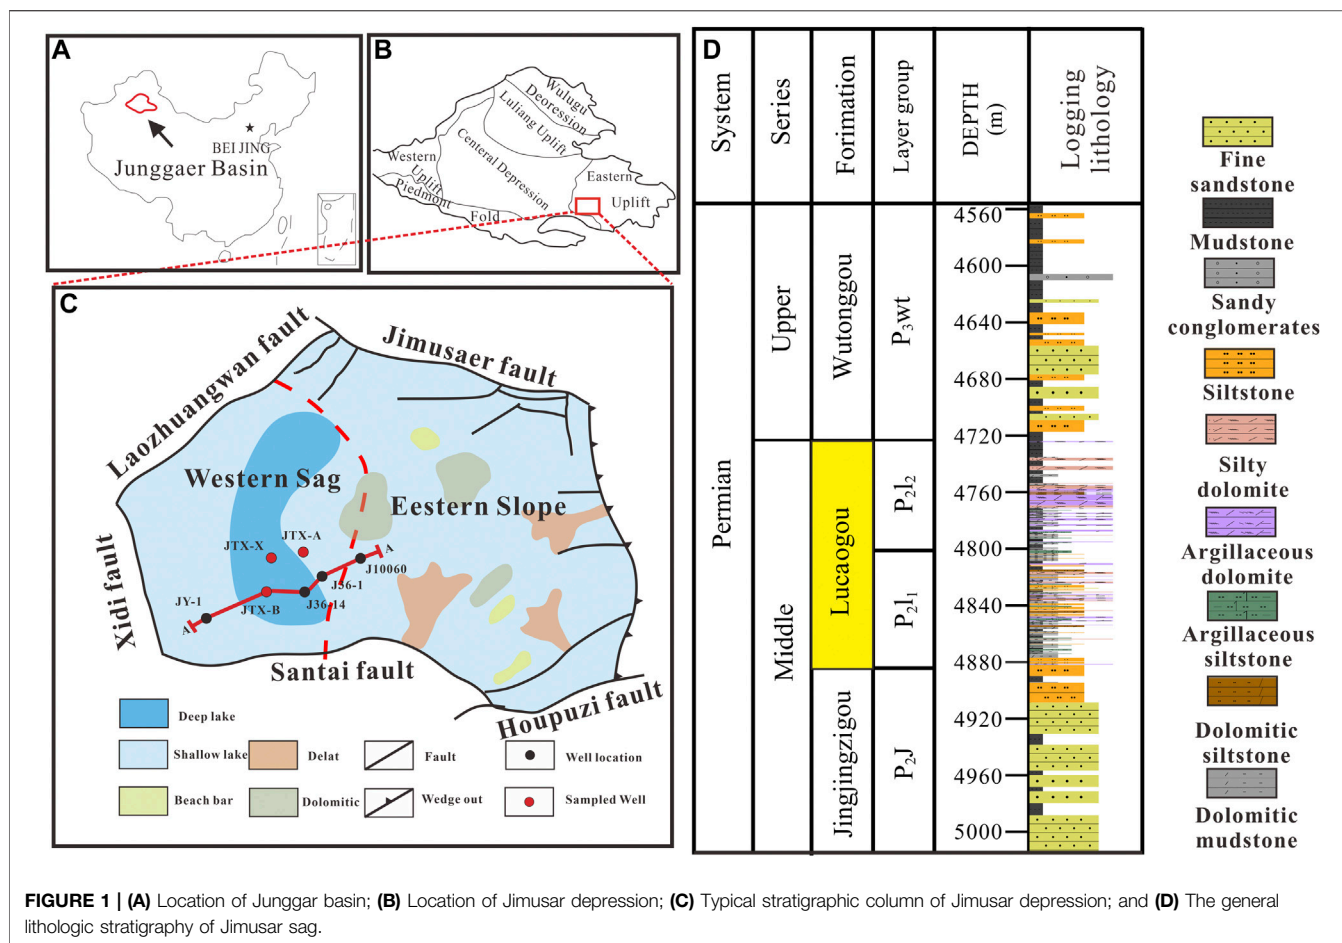 A
BEI JING
Junggaer Basin
B
Wulugu
Deoression
Luliang Uplift
Centeral Depression
Western
Uplift
Piedmont
Fold
Eastern
Uplift
C
Laozhuangwan fault
Jimusaer fault
Western Sag
Eestern Slope
JTX-X
JTX-A
A
J10060
J36-1
JY-1
JTX-B
J36-14
A
Xidi fault
Santai fault
Houpuzi fault
Deep lake
Shallow lake
Delat
Fault
Well location
Beach bar
Dolomitic
Wedge out
Sampled Well
D
System
Series
Forimation
Layer group
DEPTH
(m)
Logging
lithology
Permian
Upper
Middle
Wutonggou
Lucaogou
Jingjingzigou
P₃wt
P₂l₂
P₂l₁
P₂J
4560
4600
4640
4680
4720
4760
4800
4840
4880
4920
4960
5000
Fine
sandstone
Mudstone
Sandy
conglomerates
Siltstone
Silty
dolomite
Argillaceous
dolomite
Argillaceous
siltstone
Dolomitic
siltstone
Dolomitic
mudstone
FIGURE 1 | (A) Location of Junggar basin; (B) Location of Jimusar depression; (C) Typical stratigraphic column of Jimusar depression; and (D) The general
lithologic stratigraphy of Jimusar sag.